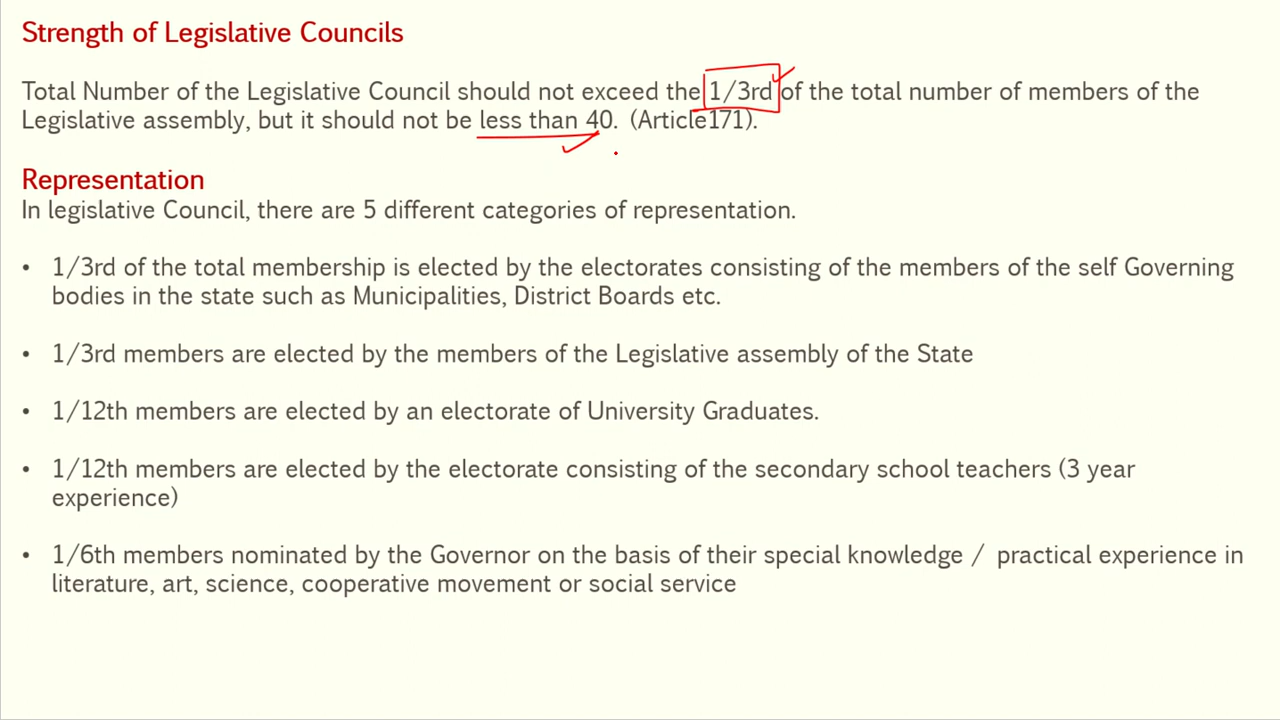 Strength of Legislative Councils
Total Number of the Legislative Council should not exceed the 1/3rd of the total number of members of the
Legislative assembly, but it should not be less than 40. (Article171).
Representation
In legislative Council, there are 5 different categories of representation.
• 1/3rd of the total membership is elected by the electorates consisting of the members of the self Governing
bodies in the state such as Municipalities, District Boards etc.
• 1/3rd members are elected by the members of the Legislative assembly of the State
• 1/12th members are elected by an electorate of University Graduates.
• 1/12th members are elected by the electorate consisting of the secondary school teachers (3 year
experience)
• 1/6th members nominated by the Governor on the basis of their special knowledge / practical experience in
literature, art, science, cooperative movement or social service